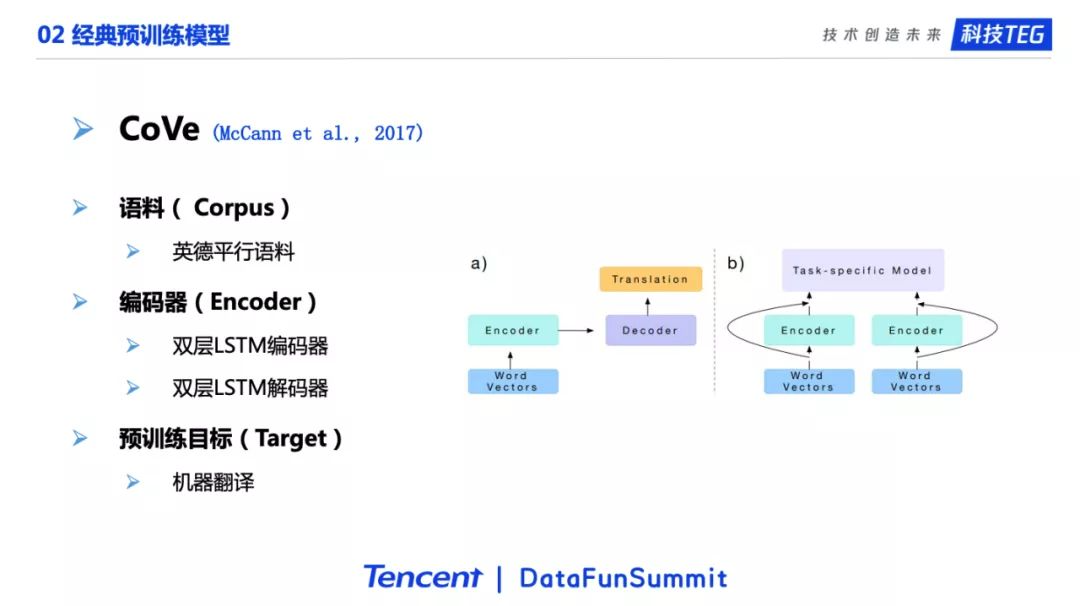 02 经典预训练模型
技术创造未来 科技TEG
CoVe (McCann et al., 2017)
语料（ Corpus）
英德平行语料
编码器（Encoder）
双层LSTM编码器
双层LSTM解码器
预训练目标（Target）
机器翻译
a)
Translation
Encoder
Decoder
Word
Vectors
b)
Task-specific Model
Encoder
Encoder
Word
Vectors
Word
Vectors
Tencent | DataFunSummit